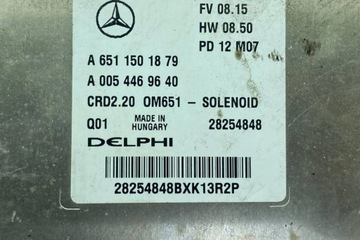 FV 08.15
HW 08.50
PD 12 M07
A 651 150 18 79
A 005 446 96 40
CRD2.20 OM651 - SOLENOID
Q01 MADE IN HUNGARY 28254848
DELPHI
28254848BXK13R2P